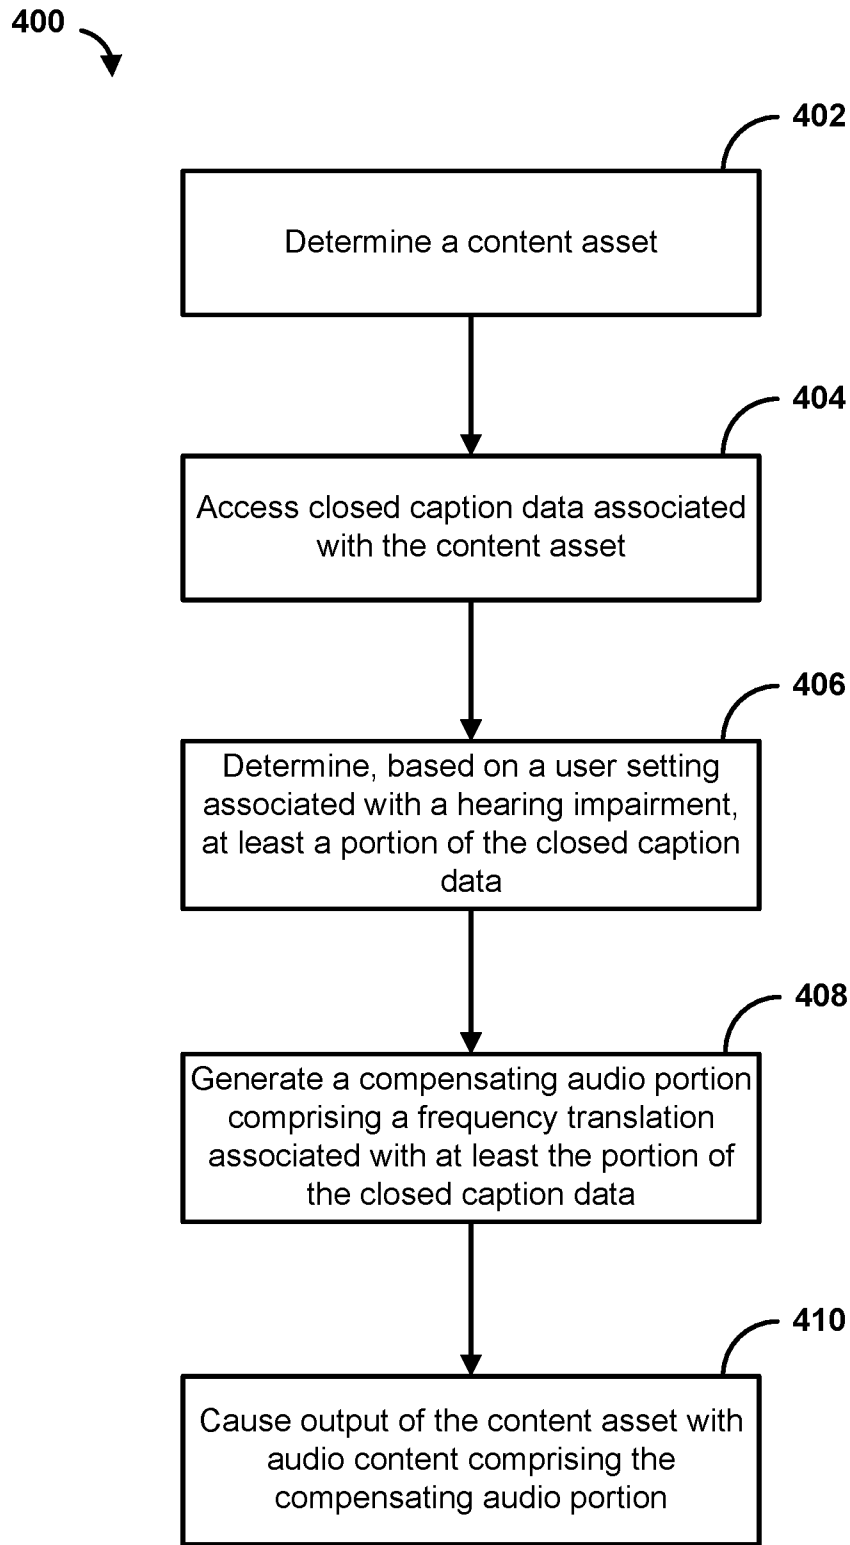 400
402
Determine a content asset
404
Access closed caption data associated
with the content asset
406
Determine, based on a user setting
associated with a hearing impairment,
at least a portion of the closed caption
data
408
Generate a compensating audio portion
comprising a frequency translation
associated with at least the portion of
the closed caption data
410
Cause output of the content asset with
audio content comprising the
compensating audio portion